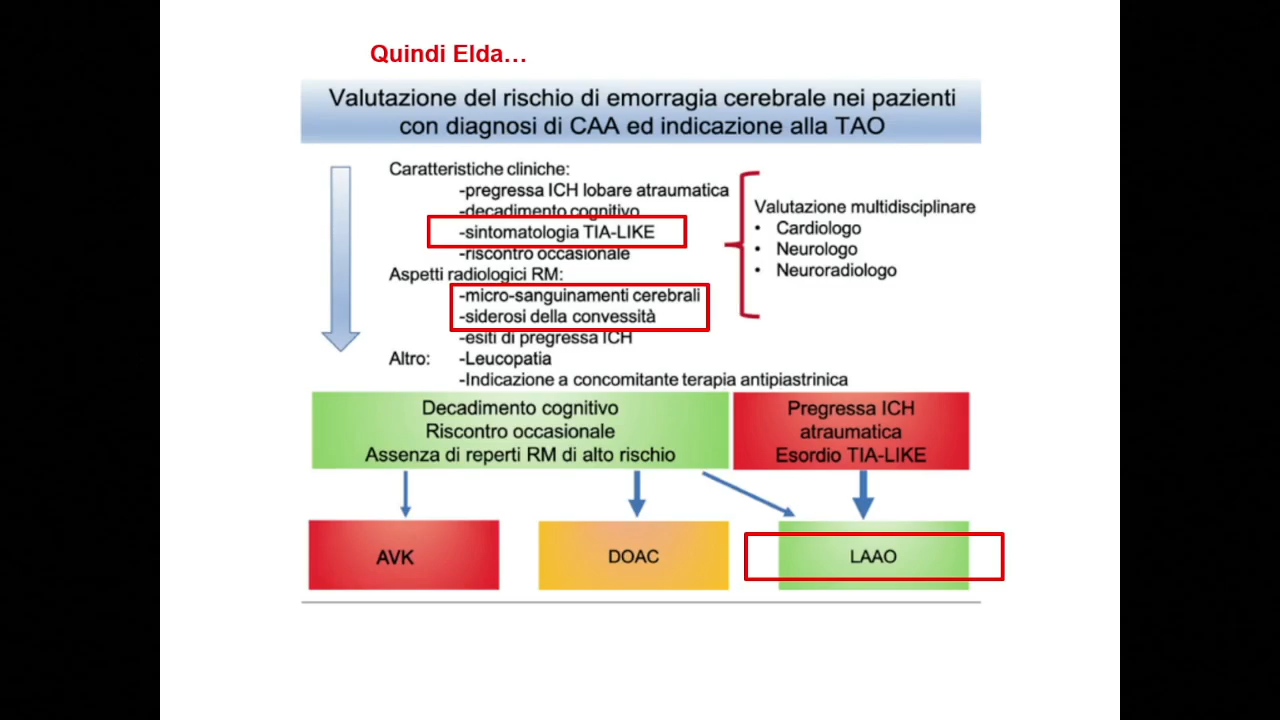 Quindi Elda…
Valutazione del rischio di emorragia cerebrale nei pazienti
con diagnosi di CAA ed indicazione alla TAO
Caratteristiche cliniche:
-pregressa ICH lobare atraumatica
-decadimento cognitivo
-sintomatologia TIA-LIKE
-riscontro occasionale
Aspetti radiologici RM:
-micro-sanguinamenti cerebrali
-siderosi della convessità
-esiti di pregressa ICH
Altro: -Leucopatia
-Indicazione a concomitante terapia antipiastrinica
Valutazione multidisciplinare
• Cardiologo
• Neurologo
• Neuroradiologo
Decadimento cognitivo
Riscontro occasionale
Assenza di reperti RM di alto rischio
Pregressa ICH
atraumatica
Esordio TIA-LIKE
AVK
DOAC
LAAO